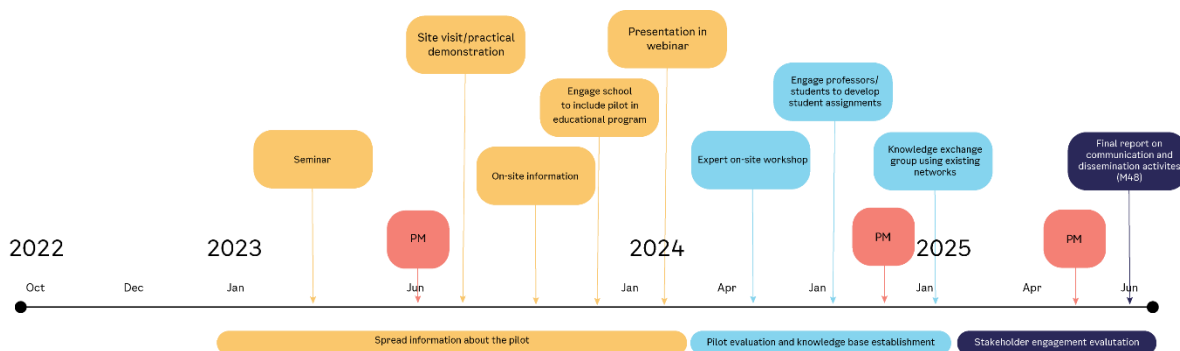 Site visit/practical
demonstration
Presentation in
webinar
Engage school
to include pilot in
educational program
Engage professors/
students to develop
student assignments
Seminar
On-site information
Expert on-site workshop
Knowledge exchange
group using existing
networks
Final report on
communication and
dissemination activites
(M48)
PM
PM
PM
2022
2023
2024
2025
Oct
Dec
Jan
Jun
Jan
Apr
Jan
Jan
Apr
Jun
Spread information about the pilot
Pilot evaluation and knowledge base establishment
Stakeholder engagement evalutation